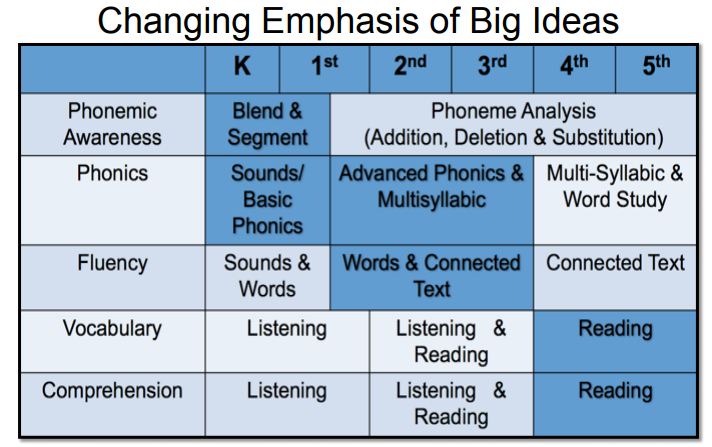 Changing Emphasis of Big Ideas
K 1st 2nd 3rd 4th 5th
Phonemic
Awareness
Blend &
Segment
Phoneme Analysis
(Addition, Deletion & Substitution)
Phonics
Sounds/
Basic
Phonics
Advanced Phonics &
Multisyllabic
Multi-Syllabic &
Word Study
Fluency
Sounds &
Words
Words & Connected
Text
Connected Text
Vocabulary
Listening
Listening &
Reading
Reading
Comprehension
Listening
Listening &
Reading
Reading